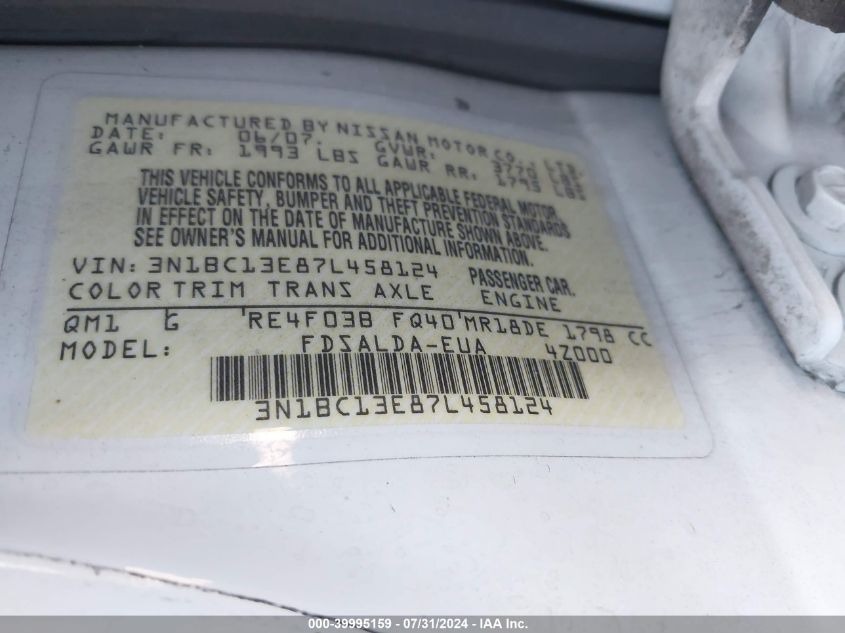 MANUFACTURED BY NISSAN MOTOR CO., LTD.
DATE: 06/07. GVWR: 3770 LBS
GAWR FR: 1993 LBS GAWR RR: 1795 LBS
THIS VEHICLE CONFORMS TO ALL APPLICABLE FEDERAL MOTOR
VEHICLE SAFETY, BUMPER AND THEFT PREVENTION STANDARDS
IN EFFECT ON THE DATE OF MANUFACTURE SHOWN ABOVE.
SEE OWNER'S MANUAL FOR ADDITIONAL INFORMATION.
VIN: 3N1BC13E87L458124 PASSENGER CAR.
COLOR TRIM TRANS AXLE ENGINE
QM1 G RE4F03B FQ40 MR18DE 1798 CC
MODEL: FDSALDA-EUA 4Z000
3N1BC13E87L458124
000-39995159 / 07/31/2024 - IAA Inc.